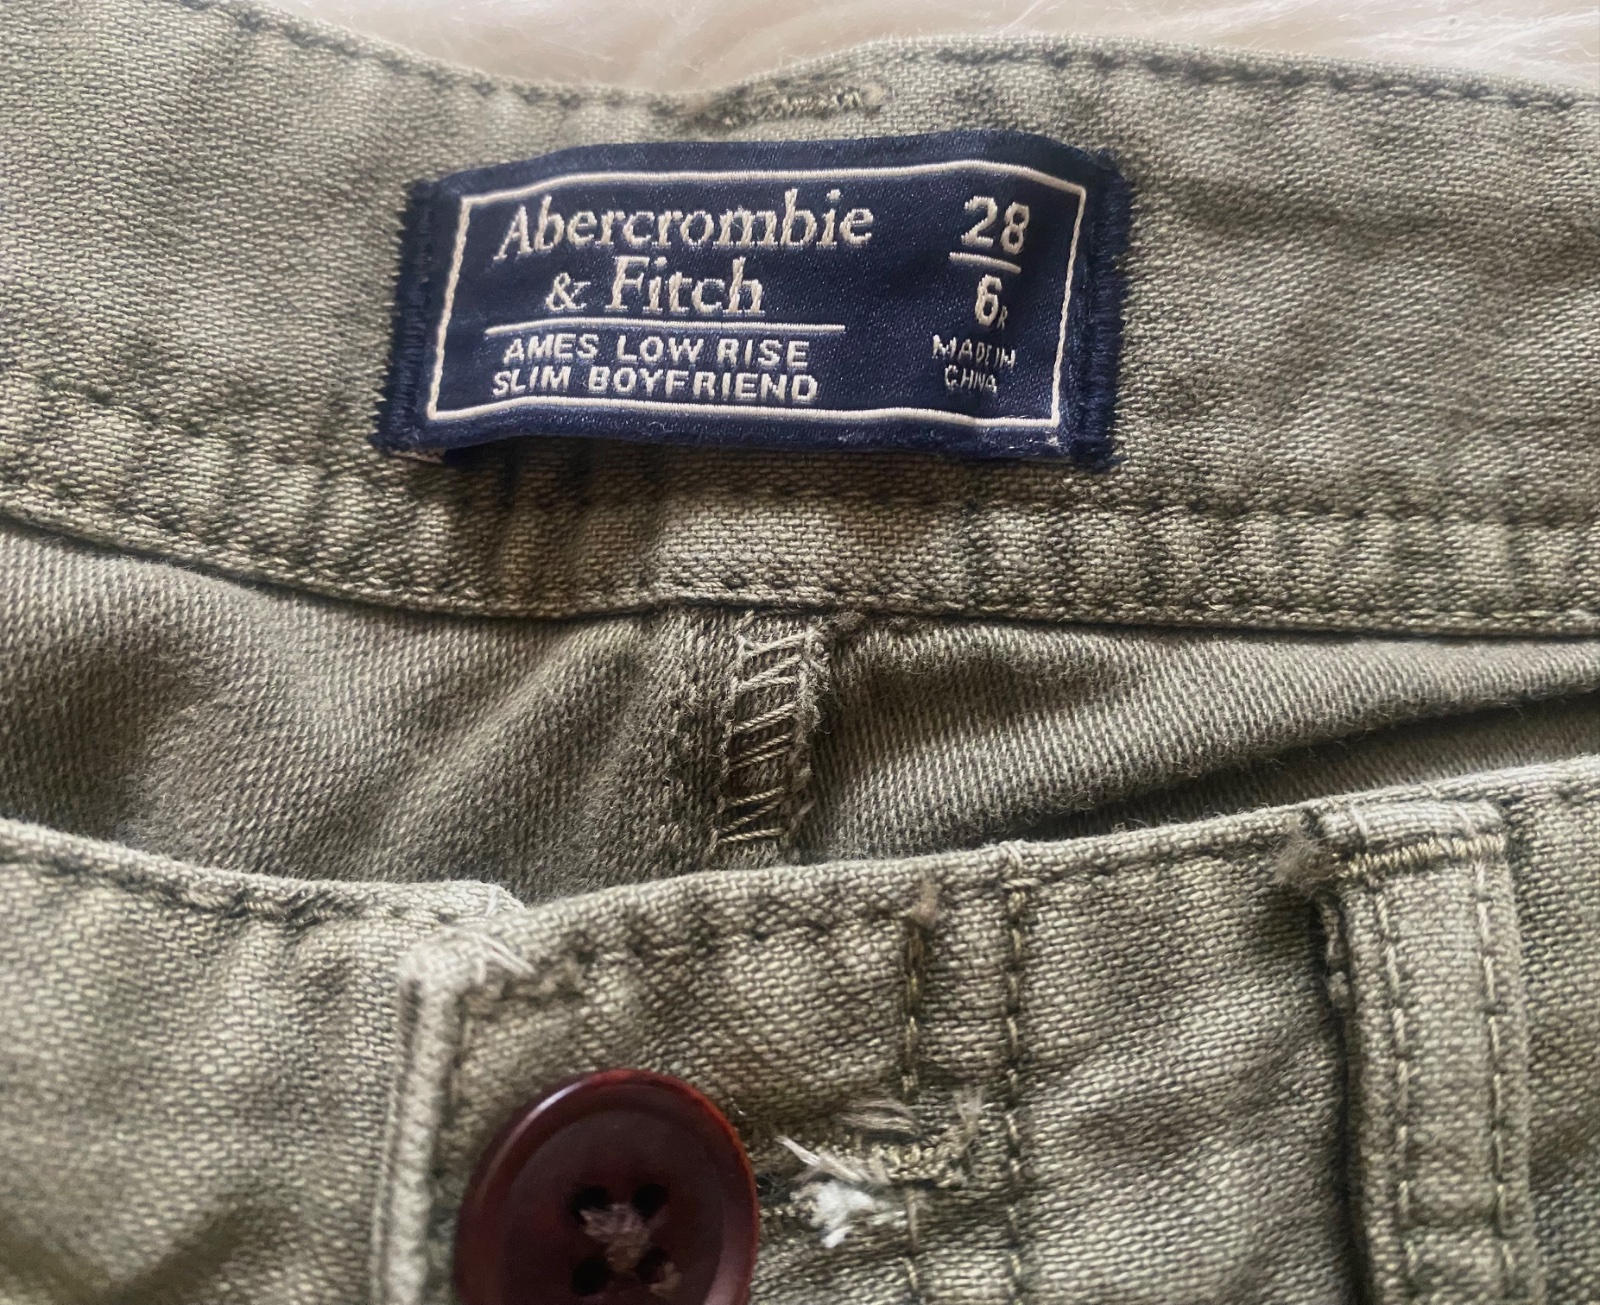 Abercrombie
& Fitch
AMES LOW RISE
SLIM BOYFRIEND
28
6R
MADE IN
CHINA